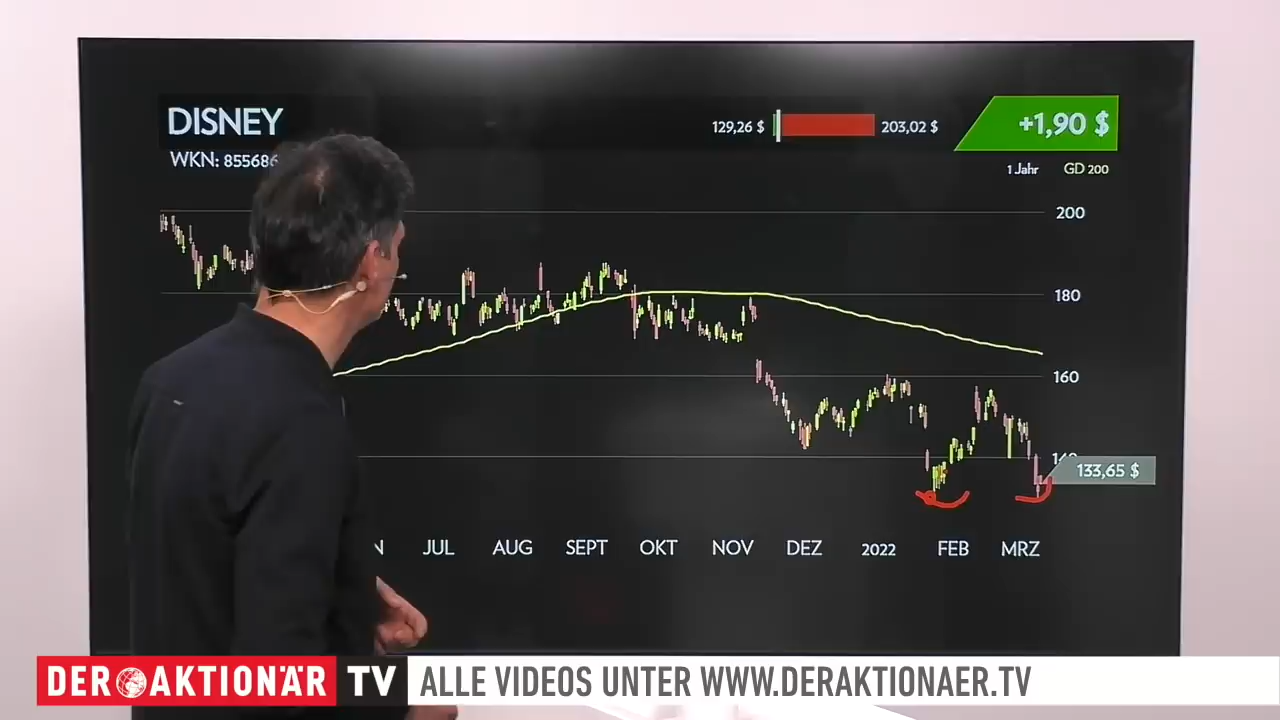 DISNEY
WKN: 855686
129,26 $ 203,02 $
+1,90 $
1 Jahr GD 200
200
180
160
133,65 $
JUL AUG SEPT OKT NOV DEZ 2022 FEB MRZ
DER AKTIONÄR TV ALLE VIDEOS UNTER WWW.DERAKTIONAER.TV